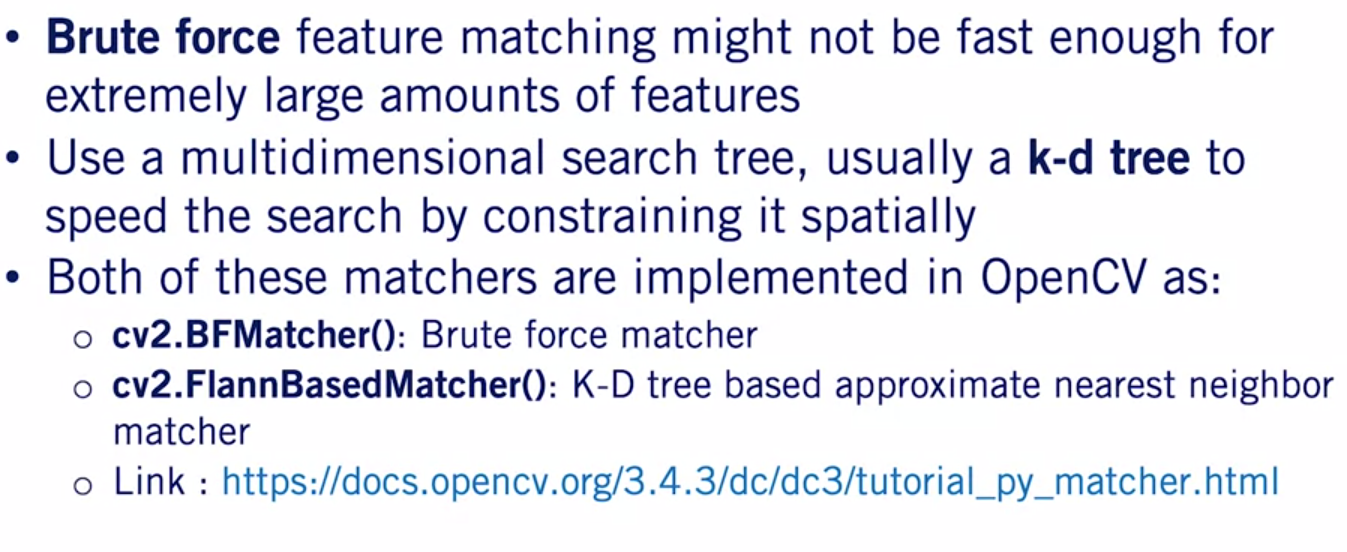 • Brute force feature matching might not be fast enough for
extremely large amounts of features
• Use a multidimensional search tree, usually a k-d tree to
speed the search by constraining it spatially
• Both of these matchers are implemented in OpenCV as:
○ cv2.BFMatcher(): Brute force matcher
○ cv2.FlannBasedMatcher(): K-D tree based approximate nearest neighbor
matcher
○ Link : https://docs.opencv.org/3.4.3/dc/dc3/tutorial_py_matcher.html